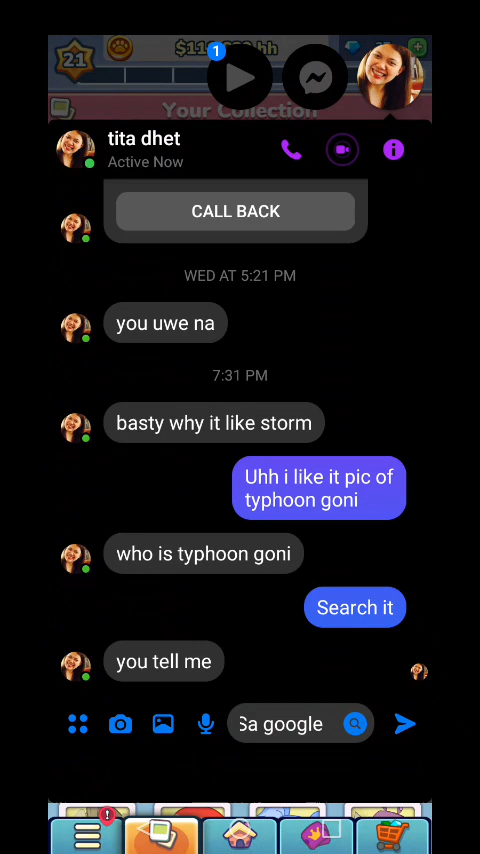 21
1
Your Collection
tita dhet
Active Now
CALL BACK
WED AT 5:21 PM
you uwe na
7:31 PM
basty why it like storm
Uhh i like it pic of
typhoon goni
who is typhoon goni
Search it
you tell me
Sa google